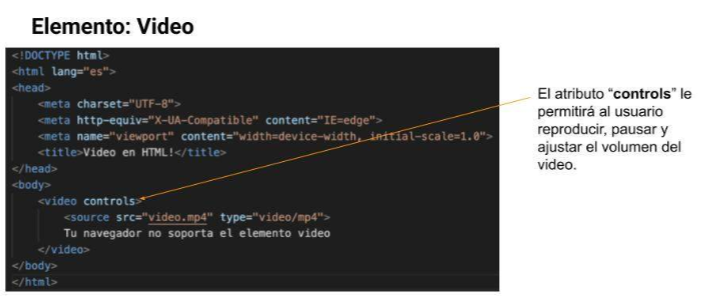 Elemento: Video
<!DOCTYPE html>
<html lang="es">
<head>
    <meta charset="UTF-8">
    <meta http-equiv="X-UA-Compatible" content="IE=edge">
    <meta name="viewport" content="width=device-width, initial-scale=1.0">
    <title>Video en HTML!</title>
</head>
<body>
    <video controls>
        <source src="video.mp4" type="video/mp4">
        Tu navegador no soporta el elemento video
    </video>
</body>
</html>
El atributo “controls” le
permitirá al usuario
reproducir, pausar y
ajustar el volumen del
video.